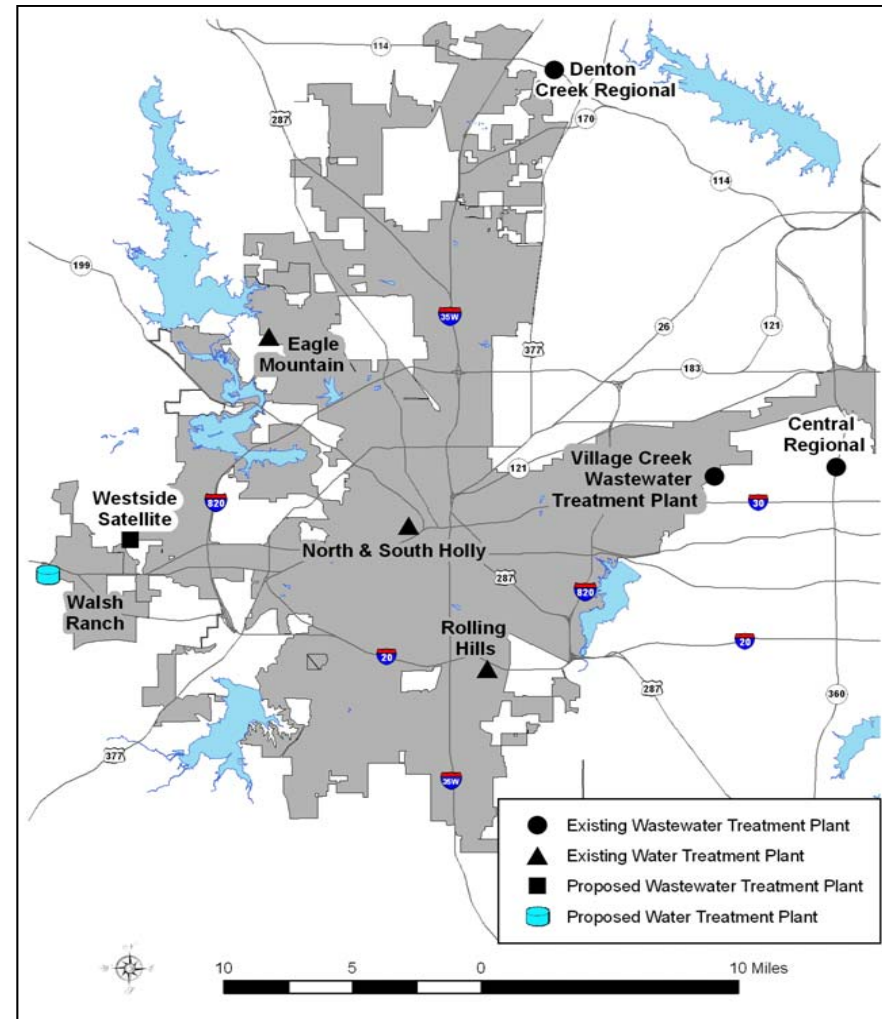 114
Denton
Creek Regional
287
170
114
199
35W
26
121
Eagle
Mountain
377
183
Central
Regional
121
Village Creek
Wastewater
Treatment Plant
Westside
Satellite
820
30
North & South Holly
287
820
Walsh
Ranch
Rolling
Hills
20
20
287
360
377
35W
Existing Wastewater Treatment Plant
Existing Water Treatment Plant
Proposed Wastewater Treatment Plant
Proposed Water Treatment Plant
10
5
0
10 Miles